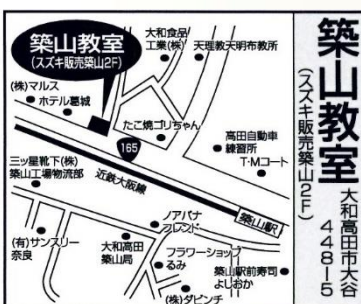 築山教室
(スズキ販売築山2F)
大和食品
工業(株)
天理教天明布教所
(株)マルス
ホテル葛城
たこ焼ゴリちゃん
165
高田自動車
練習所
T・Mコート
三ッ星靴下(株)
築山工場物流部
近鉄大阪線
築山駅
ノアバナ
フレンド
(有)サンスリー
奈良
大和高田
築山局
フラワーショップ
るみ
築山駅前寿司
よしおか
(株)ダビンチ
築山教室
(スズキ販売築山2F)
大和高田市大谷
448-5